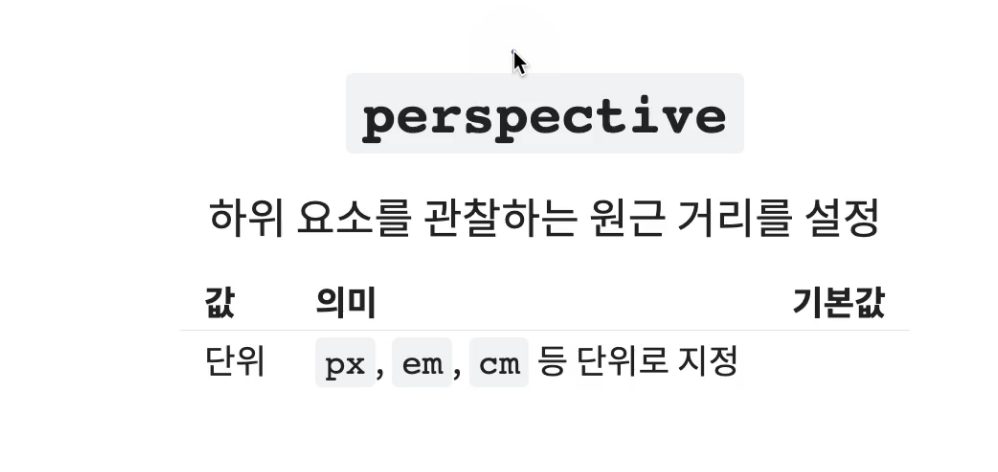 perspective
하위 요소를 관찰하는 원근 거리를 설정
값 의미 기본값
단위 px, em, cm 등 단위로 지정